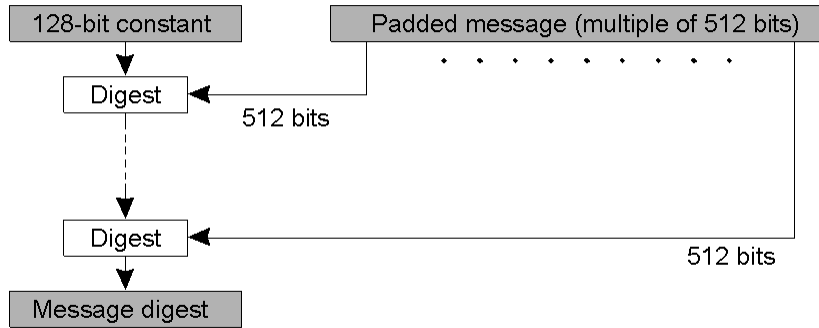 128-bit constant
Padded message (multiple of 512 bits)
Digest
512 bits
Digest
512 bits
Message digest